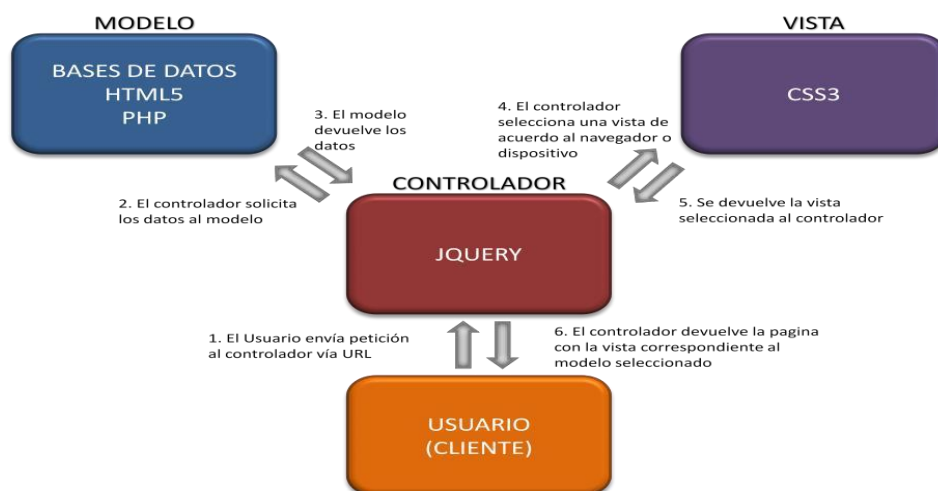 MODELO
BASES DE DATOS
HTML5
PHP
VISTA
CSS3
3. El modelo
devuelve los
datos
4. El controlador
selecciona una vista de
acuerdo al navegador o
dispositivo
2. El controlador solicita
los datos al modelo
CONTROLADOR
JQUERY
5. Se devuelve la vista
seleccionada al controlador
1. El Usuario envía petición
al controlador vía URL
6. El controlador devuelve la pagina
con la vista correspondiente al
modelo seleccionado
USUARIO
(CLIENTE)